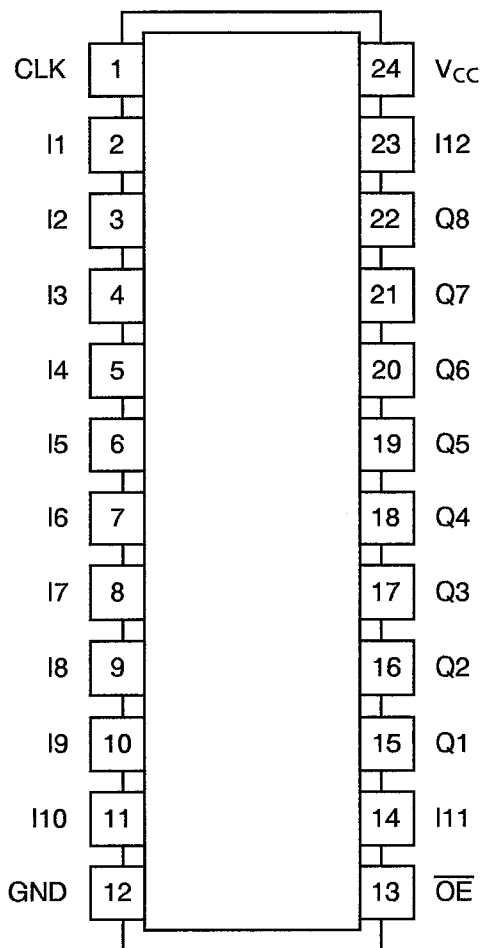 CLK 1 24 VCC
I1 2 23 I12
I2 3 22 Q8
I3 4 21 Q7
I4 5 20 Q6
I5 6 19 Q5
I6 7 18 Q4
I7 8 17 Q3
I8 9 16 Q2
I9 10 15 Q1
I10 11 14 I11
GND 12 13 O̅E̅